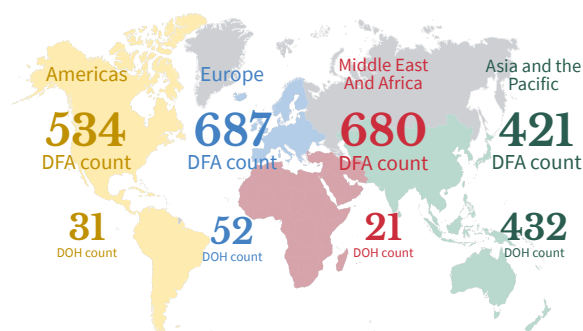 Americas
534
DFA count
31
DOH count
Europe
687
DFA count
52
DOH count
Middle East
And Africa
680
DFA count
21
DOH count
Asia and the
Pacific
421
DFA count
432
DOH count